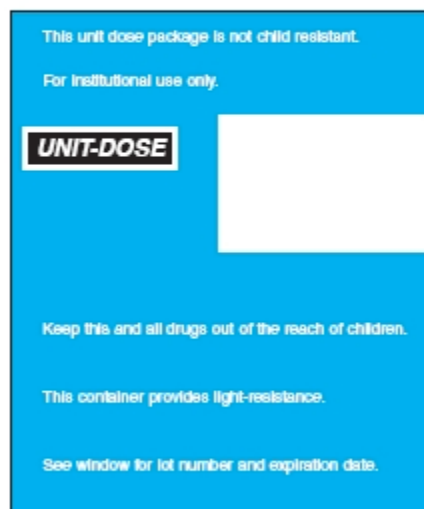 This unit dose package is not child resistant.
For institutional use only.
UNIT-DOSE
Keep this and all drugs out of the reach of children.
This container provides light-resistance.
See window for lot number and expiration date.